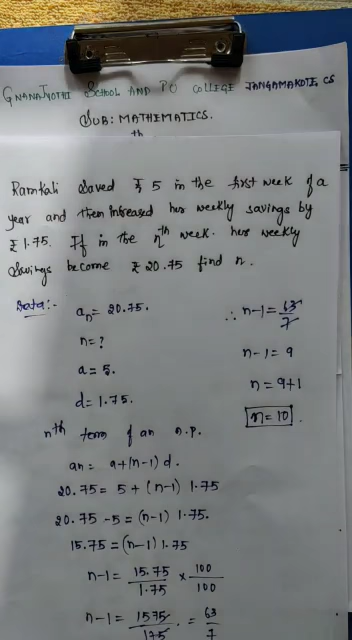 GNANAJYOTHI SCHOOL AND PU COLLEGE JANGAMAKOTE, CS
SUB: MATHEMATICS.
th
Ramkali saved ₹ 5 in the first week of a
year and then increased her weekly savings by
₹ 1.75. If in the nth week. her weekly
savings become ₹ 20.75 find n.
Data:-
an = 20.75.
n = ?
a = 5.
d = 1.75.
nth term of an A.P.
an = a+(n-1) d.
20.75 = 5 + (n-1) 1.75
20.75 - 5 = (n-1) 1.75.
15.75 = (n-1) 1.75
n-1 = 15.75/1.75 × 100/100
n-1 = 1575/175 . = 63/7
∴ n-1 = 63/7
n-1 = 9
n = 9+1
n = 10.